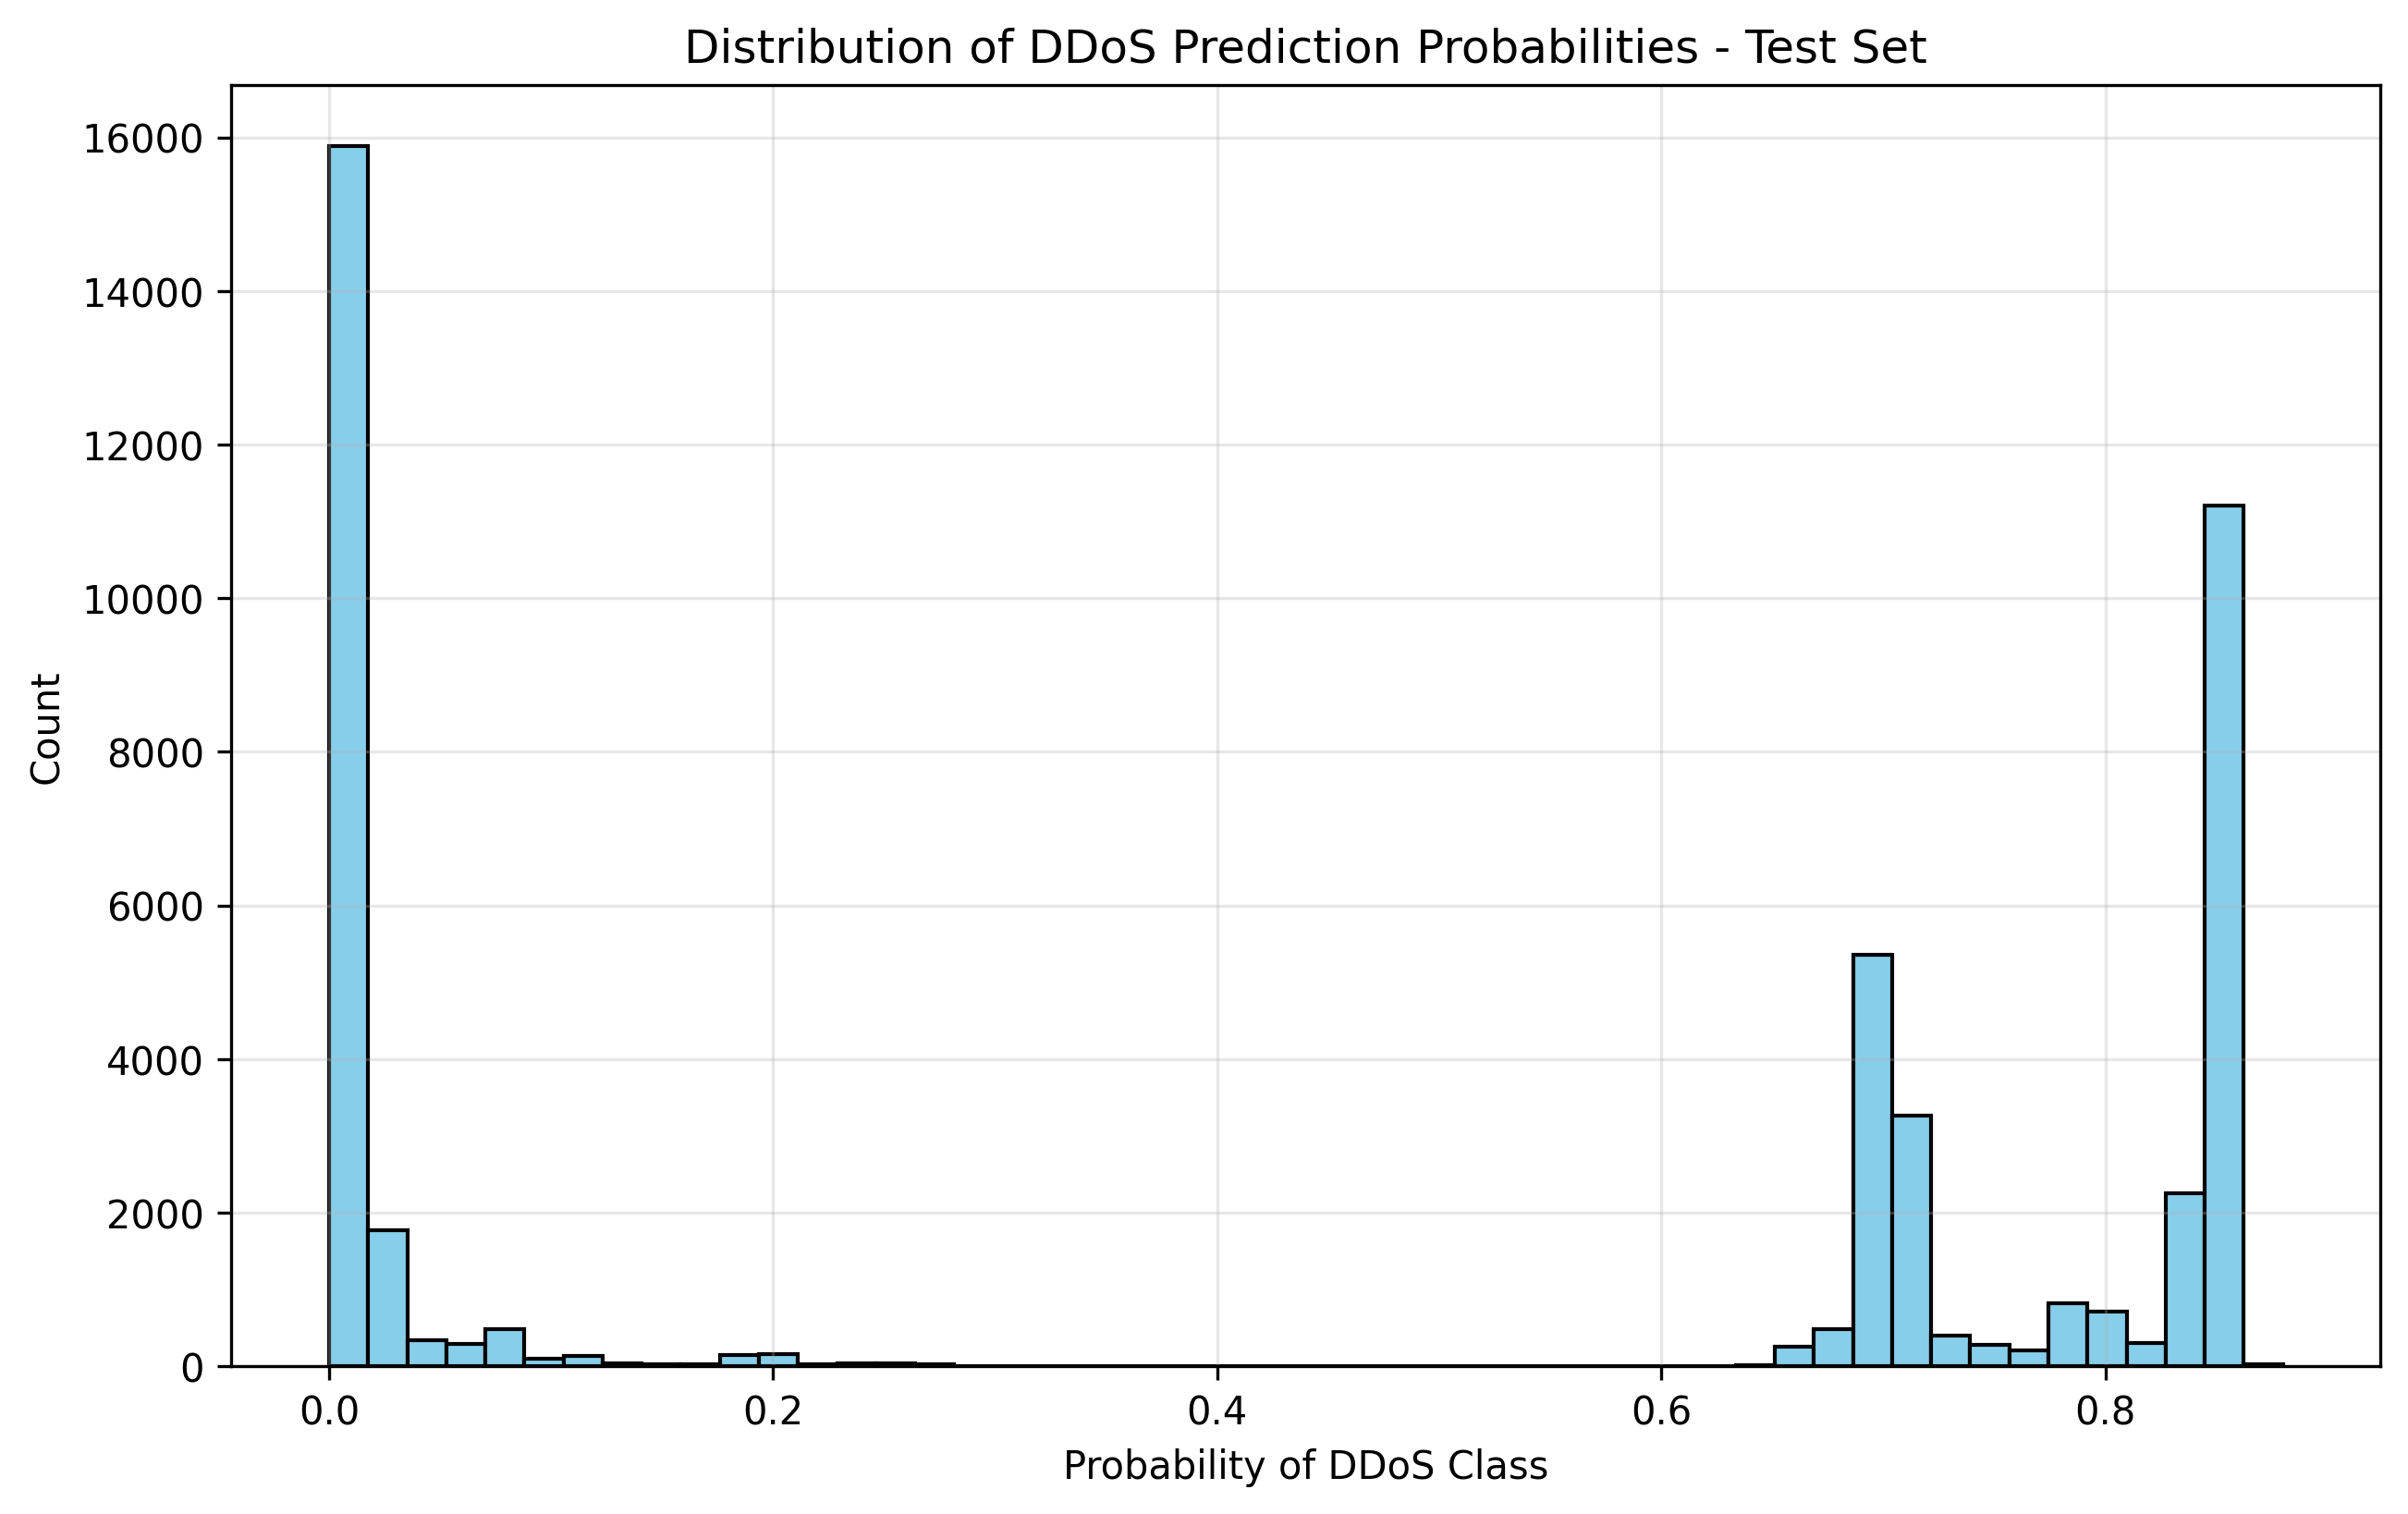 Distribution of DDoS Prediction Probabilities - Test Set
16000
14000
12000
10000
8000
6000
4000
2000
0
Count
0.0 0.2 0.4 0.6 0.8
Probability of DDoS Class